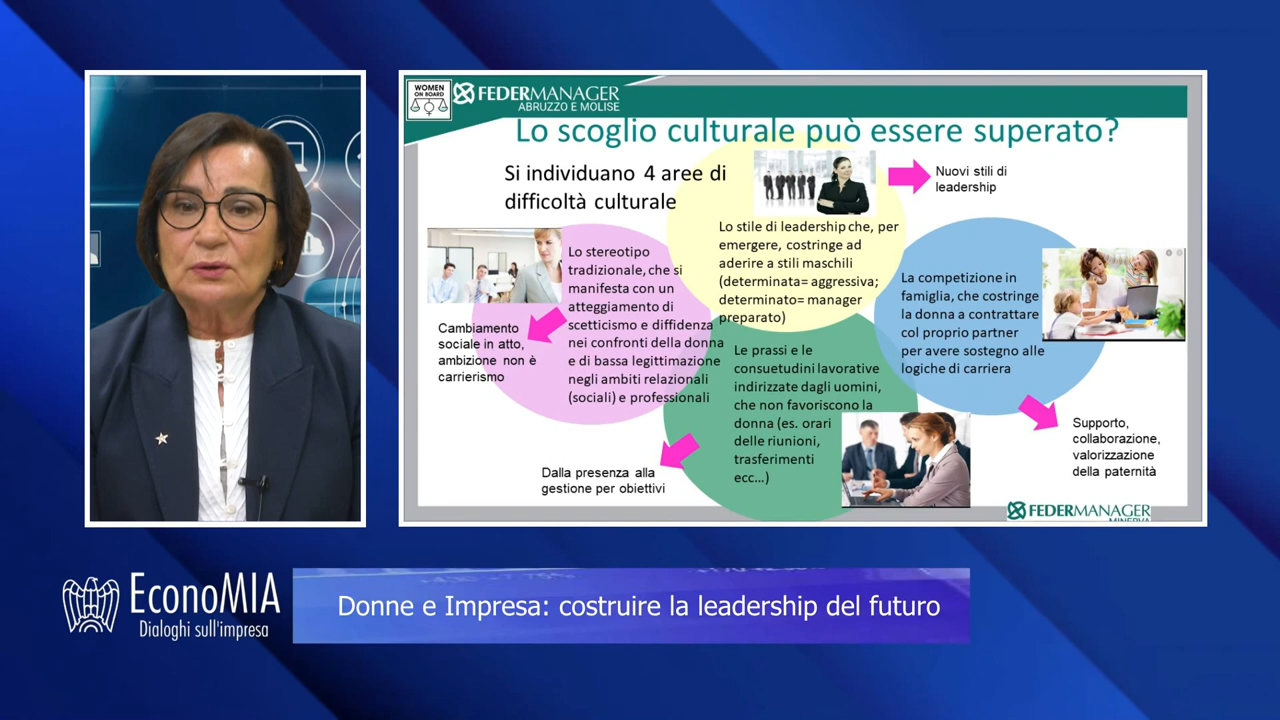 WOMEN
ON BOARD
FEDERMANAGER
ABRUZZO E MOLISE
Lo scoglio culturale può essere superato?
Si individuano 4 aree di
difficoltà culturale
Nuovi stili di
leadership
Lo stile di leadership che, per
emergere, costringe ad
aderire a stili maschili
(determinata= aggressiva;
determinato= manager
preparato)
Lo stereotipo
tradizionale, che si
manifesta con un
atteggiamento di
scetticismo e diffidenza
nei confronti della donna
e di bassa legittimazione
negli ambiti relazionali
(sociali) e professionali
Cambiamento
sociale in atto,
ambizione non è
carrierismo
La competizione in
famiglia, che costringe
la donna a contrattare
col proprio partner
per avere sostegno alle
logiche di carriera
Le prassi e le
consuetudini lavorative
indirizzate dagli uomini,
che non favoriscono la
donna (es. orari
delle riunioni,
trasferimenti
ecc...)
Supporto,
collaborazione,
valorizzazione
della paternità
Dalla presenza alla
gestione per obiettivi
FEDERMANAGER
MINERVA
EconoMIA
Dialoghi sull'impresa
Donne e Impresa: costruire la leadership del futuro